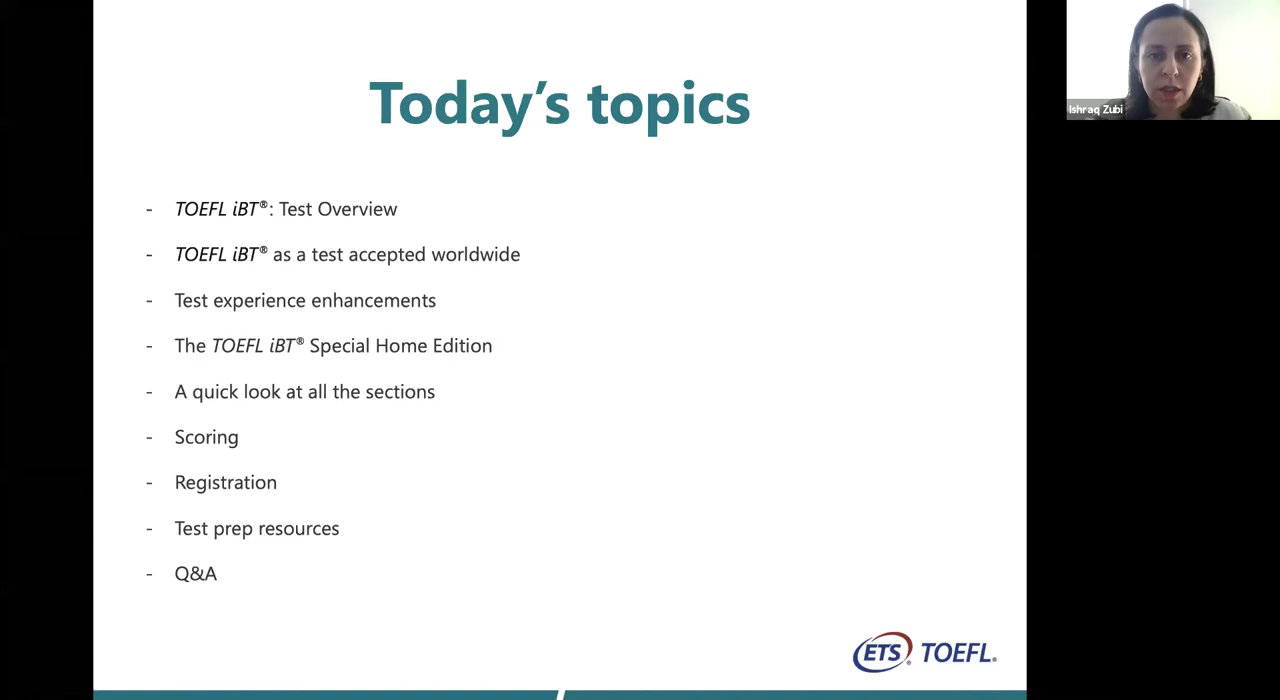 Today's topics
- TOEFL iBT®: Test Overview
- TOEFL iBT® as a test accepted worldwide
- Test experience enhancements
- The TOEFL iBT® Special Home Edition
- A quick look at all the sections
- Scoring
- Registration
- Test prep resources
- Q&A
ETS® TOEFL®
Ishraq Zubi